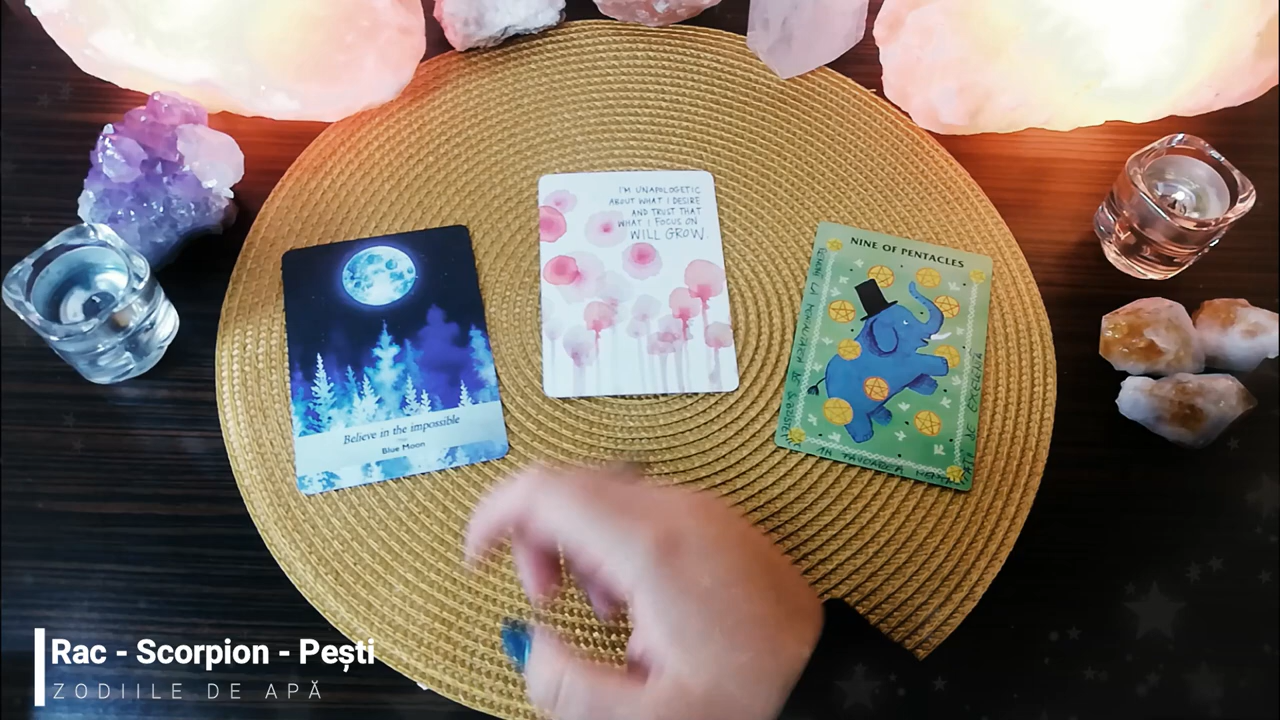 I'M UNAPOLOGETIC
ABOUT WHAT I DESIRE
AND TRUST THAT
WHAT I FOCUS ON
WILL GROW.
Believe in the impossible
Blue Moon
NINE OF PENTACLES
Rac - Scorpion - Pești
ZODIILE DE APĂ